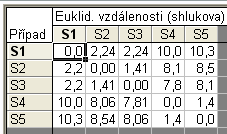 Euklid. vzdálenosti (shlukova)
Případ S1 S2 S3 S4 S5
S1 0,0 2,24 2,24 10,0 10,3
S2 2,2 0,00 1,41 8,1 8,5
S3 2,2 1,41 0,00 7,8 8,1
S4 10,0 8,06 7,81 0,0 1,4
S5 10,3 8,54 8,06 1,4 0,0